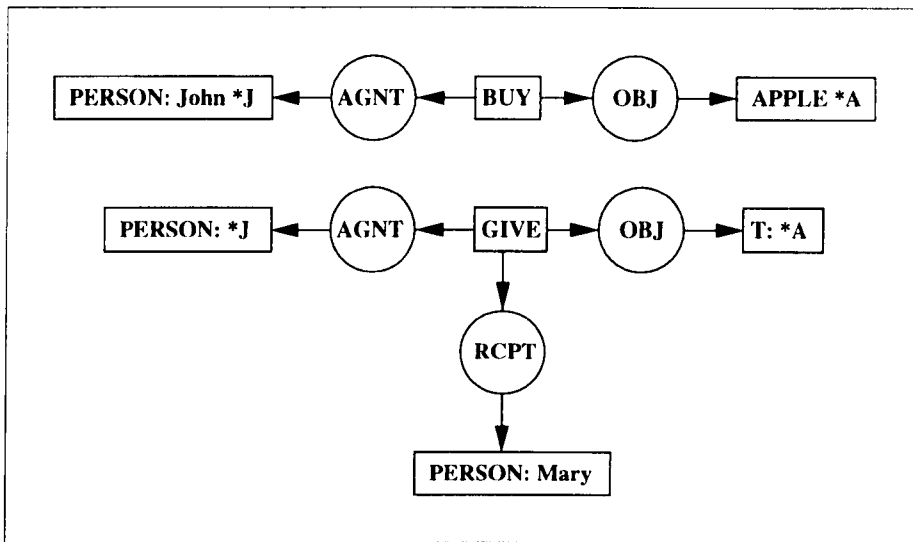 PERSON: John *J AGNT BUY OBJ APPLE *A
PERSON: *J AGNT GIVE OBJ T: *A
RCPT
PERSON: Mary